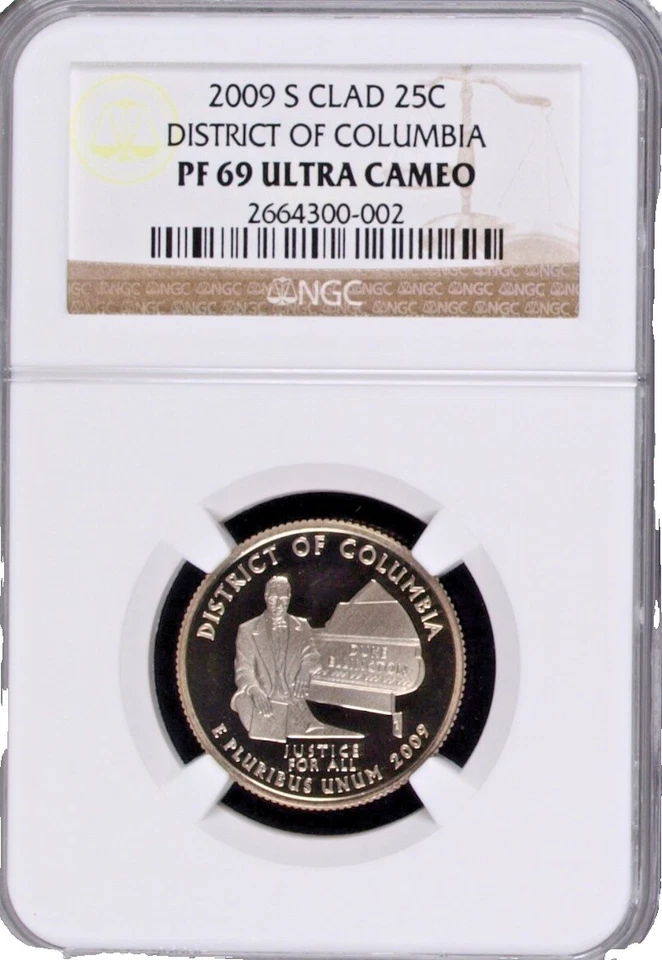 2009 S CLAD 25C
DISTRICT OF COLUMBIA
PF 69 ULTRA CAMEO
2664300-002
NGC
DISTRICT OF COLUMBIA
DUKE
ELLINGTON
JUSTICE
FOR ALL
E PLURIBUS UNUM 2009